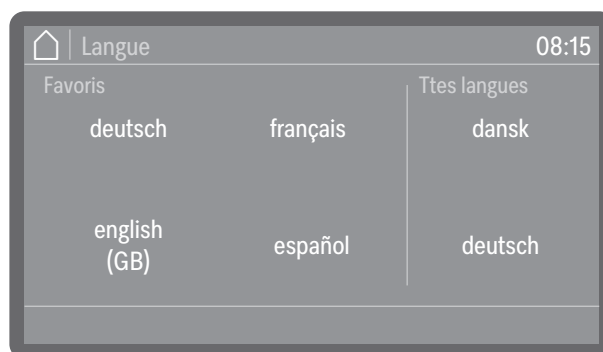 Langue
08:15
Favoris
Ttes langues
deutsch
français
dansk
english
(GB)
español
deutsch